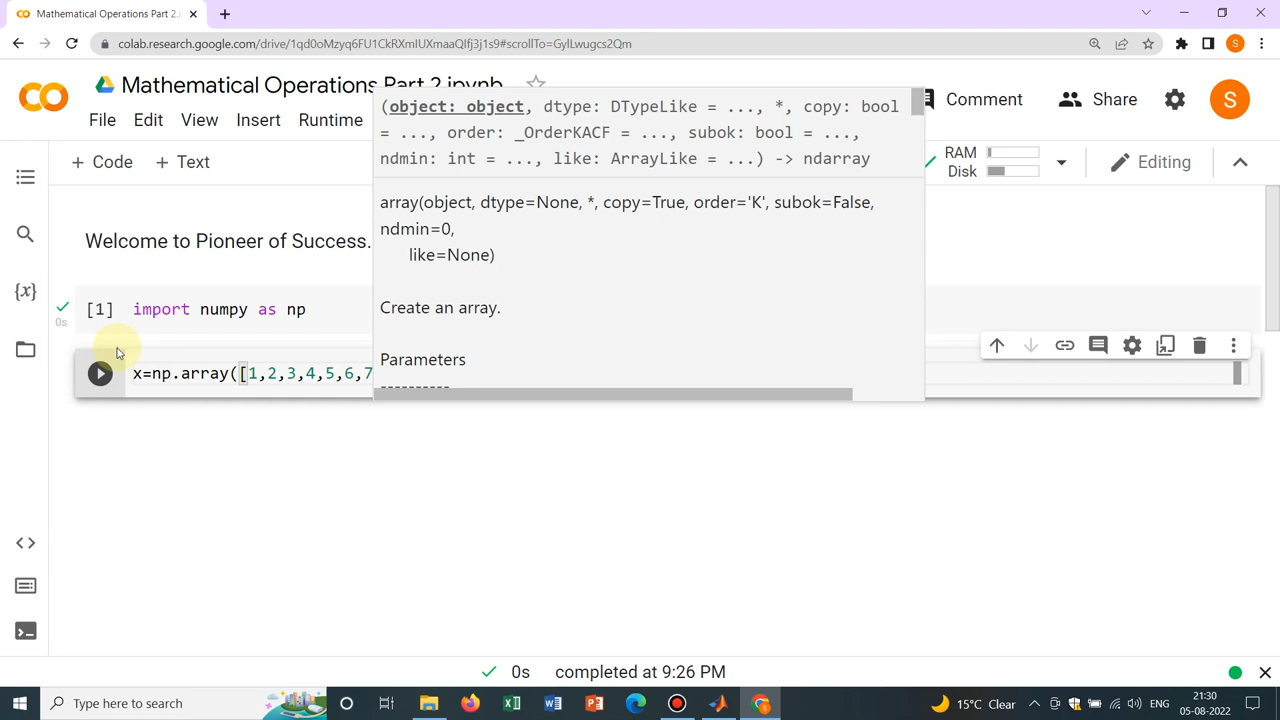 Mathematical Operations Part 2.i
colab.research.google.com/drive/1qd0oMzyq6FU1CkRXmIUXmaaQIfj3j1s9#scrollTo=GylLwugcs2Qm
S
Mathematical Operations Part 2.ipynb
File Edit View Insert Runtime
Comment
Share
S
+ Code + Text
RAM
Disk
Editing
(object: object, dtype: DTypeLike = ..., *, copy: bool
= ..., order: _OrderKACF = ..., subok: bool = ...,
ndmin: int = ..., like: ArrayLike = ...) -> ndarray
array(object, dtype=None, *, copy=True, order='K', subok=False,
ndmin=0,
like=None)
Create an array.
Parameters
----------
Welcome to Pioneer of Success.
{x}
[1] import numpy as np
0s
x=np.array([1,2,3,4,5,6,7
0s completed at 9:26 PM
Type here to search
15°C Clear
ENG
21:30
05-08-2022